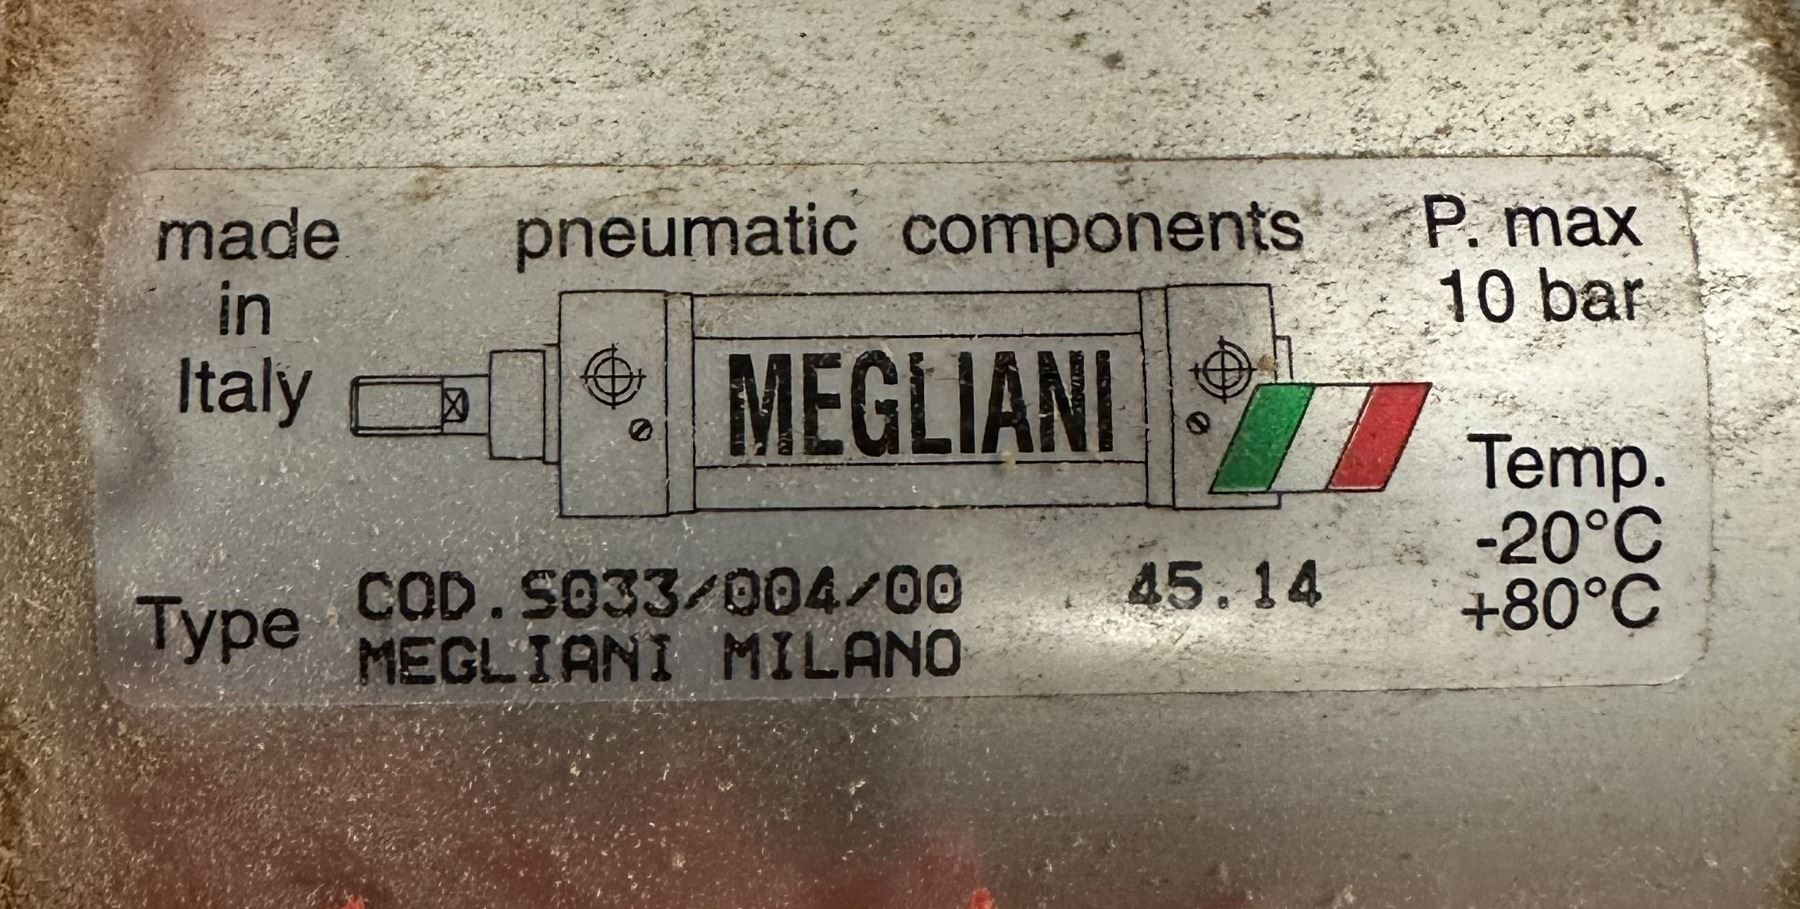 made
in
Italy
pneumatic components
MEGLIANI
P. max
10 bar
Temp.
-20°C
+80°C
Type
COD.S033/004/00 45.14
MEGLIANI MILANO